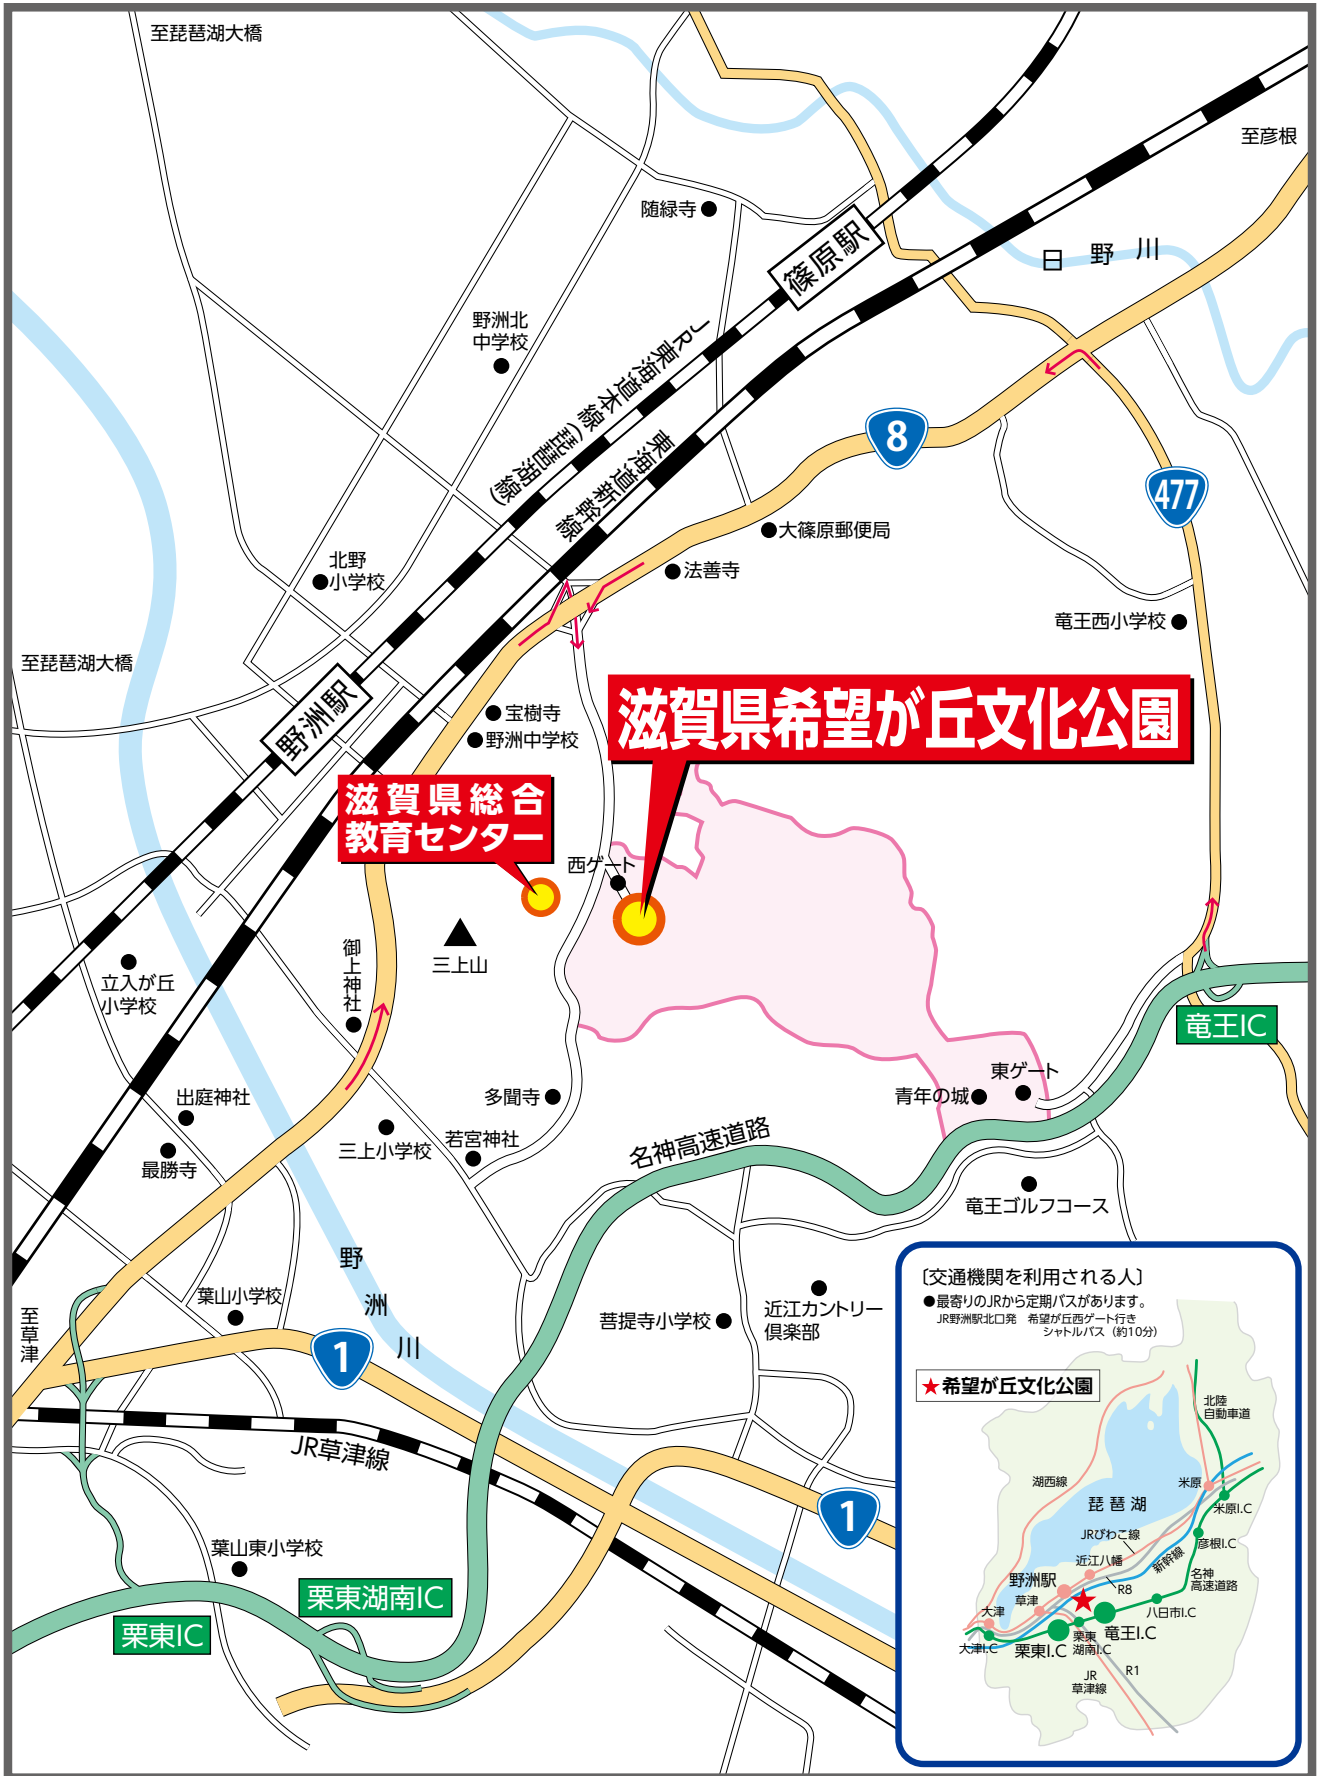 至琵琶湖大橋
至彦根
随縁寺
篠原駅
日野川
野洲北
中学校
JR東海道本線(琵琶湖線)
東海道新幹線
8
477
大篠原郵便局
法善寺
北野
小学校
竜王西小学校
至琵琶湖大橋
野洲駅
宝樹寺
野洲中学校
滋賀県希望が丘文化公園
滋賀県総合
教育センター
西ゲート
三上山
御上神社
立入が丘
小学校
竜王IC
東ゲート
青年の城
出庭神社
多聞寺
三上小学校
若宮神社
最勝寺
名神高速道路
竜王ゴルフコース
野洲川
葉山小学校
至草津
1
菩提寺小学校
近江カントリー
倶楽部
JR草津線
1
葉山東小学校
栗東湖南IC
栗東IC
〔交通機関を利用される人〕
●最寄りのJRから定期バスがあります。
JR野洲駅北口発 希望が丘西ゲート行き
シャトルバス(約10分)
★希望が丘文化公園
北陸
自動車道
湖西線
米原
琵琶湖
米原I.C
JRびわこ線
彦根I.C
近江八幡
新幹線
名神
高速道路
野洲駅
R8
草津
八日市I.C
大津
竜王I.C
大津I.C
栗東I.C
栗東
湖南I.C
R1
JR
草津線